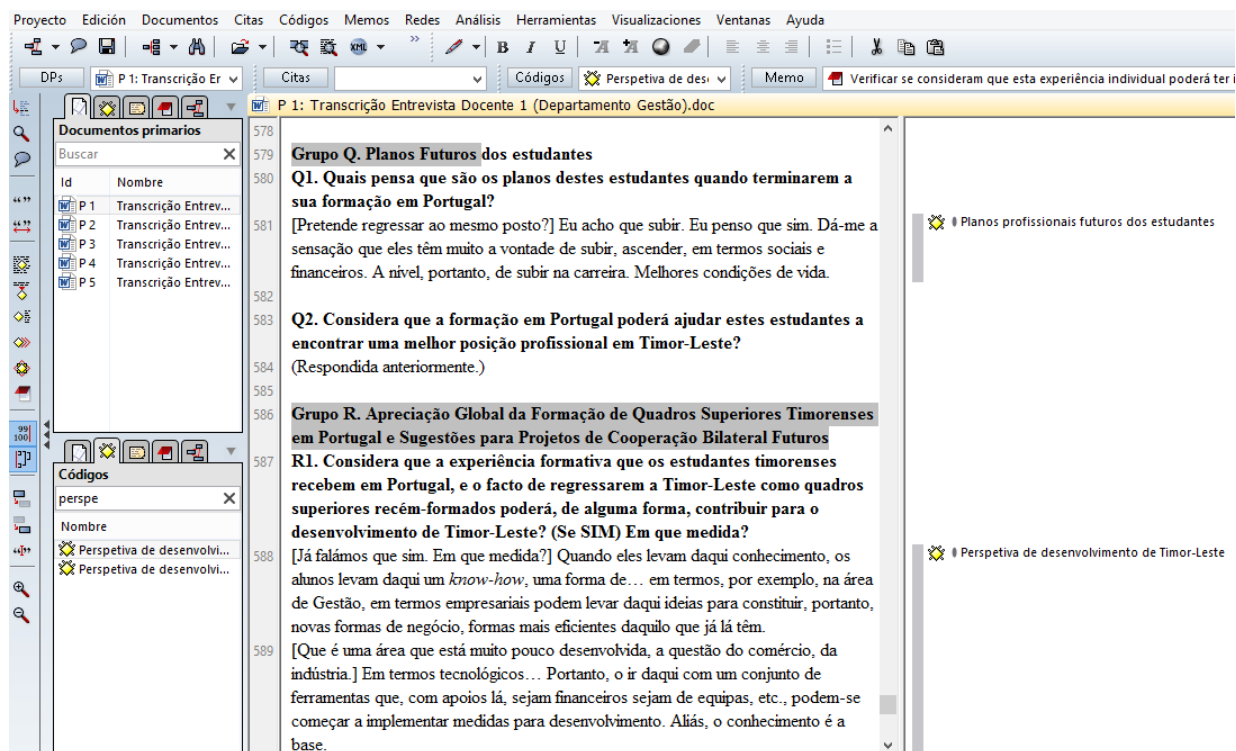 Proyecto Edición Documentos Citas Códigos Memos Redes Análisis Herramientas Visualizaciones Ventanas Ayuda
XML » B I U A A
DPs P 1: Transcrição Er Citas Códigos Perspetiva de des Memo Verificar se consideram que esta experiência individual poderá ter i
P 1: Transcrição Entrevista Docente 1 (Departamento Gestão).doc
Documentos primarios
Buscar
Id Nombre
P 1 Transcrição Entrev...
P 2 Transcrição Entrev...
P 3 Transcrição Entrev...
P 4 Transcrição Entrev...
P 5 Transcrição Entrev...
99
100
Códigos
perspe
Nombre
Perspetiva de desenvolvi...
Perspetiva de desenvolvi...
578
579 Grupo Q. Planos Futuros dos estudantes
580 Q1. Quais pensa que são os planos destes estudantes quando terminarem a
sua formação em Portugal?
581 [Pretende regressar ao mesmo posto?] Eu acho que subir. Eu penso que sim. Dá-me a
sensação que eles têm muito a vontade de subir, ascender, em termos sociais e
financeiros. A nível, portanto, de subir na carreira. Melhores condições de vida.
582
583 Q2. Considera que a formação em Portugal poderá ajudar estes estudantes a
encontrar uma melhor posição profissional em Timor-Leste?
584 (Respondida anteriormente.)
585
586 Grupo R. Apreciação Global da Formação de Quadros Superiores Timorenses
em Portugal e Sugestões para Projetos de Cooperação Bilateral Futuros
587 R1. Considera que a experiência formativa que os estudantes timorenses
recebem em Portugal, e o facto de regressarem a Timor-Leste como quadros
superiores recém-formados poderá, de alguma forma, contribuir para o
desenvolvimento de Timor-Leste? (Se SIM) Em que medida?
588 [Já falámos que sim. Em que medida?] Quando eles levam daqui conhecimento, os
alunos levam daqui um know-how, uma forma de… em termos, por exemplo, na área
de Gestão, em termos empresariais podem levar daqui ideias para constituir, portanto,
novas formas de negócio, formas mais eficientes daquilo que já lá têm.
589 [Que é uma área que está muito pouco desenvolvida, a questão do comércio, da
indústria.] Em termos tecnológicos… Portanto, o ir daqui com um conjunto de
ferramentas que, com apoios lá, sejam financeiros sejam de equipas, etc., podem-se
começar a implementar medidas para desenvolvimento. Aliás, o conhecimento é a
base.
Planos profissionais futuros dos estudantes
Perspetiva de desenvolvimento de Timor-Leste